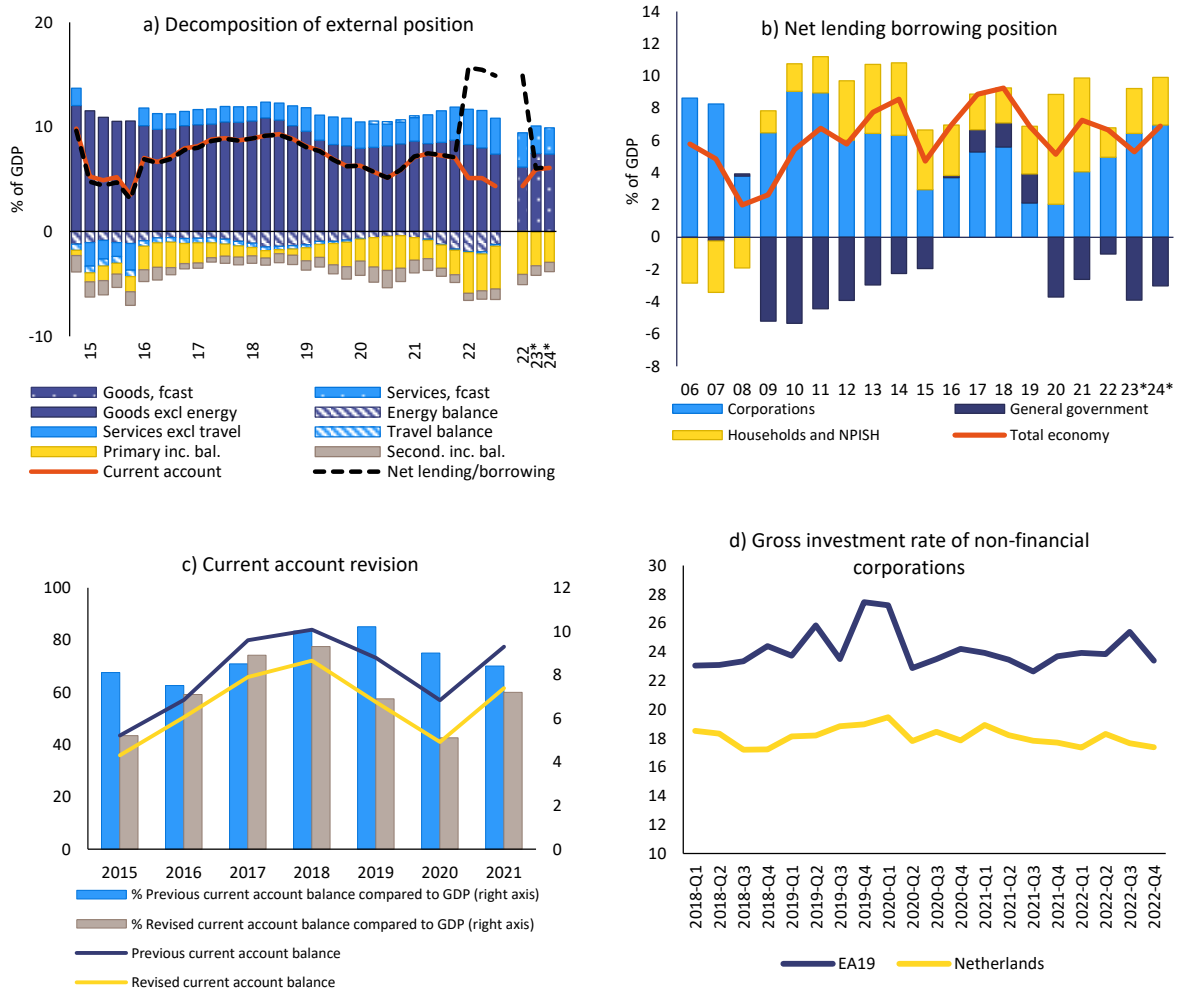 a) Decomposition of external position
% of GDP
20
10
0
-10
15
16
17
18
19
20
21
22
22
23*
24*
Goods, fcast
Services, fcast
Goods excl energy
Energy balance
Services excl travel
Travel balance
Primary inc. bal.
Second. inc. bal.
Current account
Net lending/borrowing
b) Net lending borrowing position
% of GDP
14
12
10
8
6
4
2
0
-2
-4
-6
-8
06 07 08 09 10 11 12 13 14 15 16 17 18 19 20 21 22 23* 24*
Corporations
General government
Households and NPISH
Total economy
c) Current account revision
100
80
60
40
20
0
12
10
8
6
4
2
0
2015 2016 2017 2018 2019 2020 2021
% Previous current account balance compared to GDP (right axis)
% Revised current account balance compared to GDP (right axis)
Previous current account balance
Revised current account balance
d) Gross investment rate of non-financial
corporations
30
28
26
24
22
20
18
16
14
12
10
2018-Q1
2018-Q2
2018-Q3
2018-Q4
2019-Q1
2019-Q2
2019-Q3
2019-Q4
2020-Q1
2020-Q2
2020-Q3
2020-Q4
2021-Q1
2021-Q2
2021-Q3
2021-Q4
2022-Q1
2022-Q2
2022-Q3
2022-Q4
EA19
Netherlands